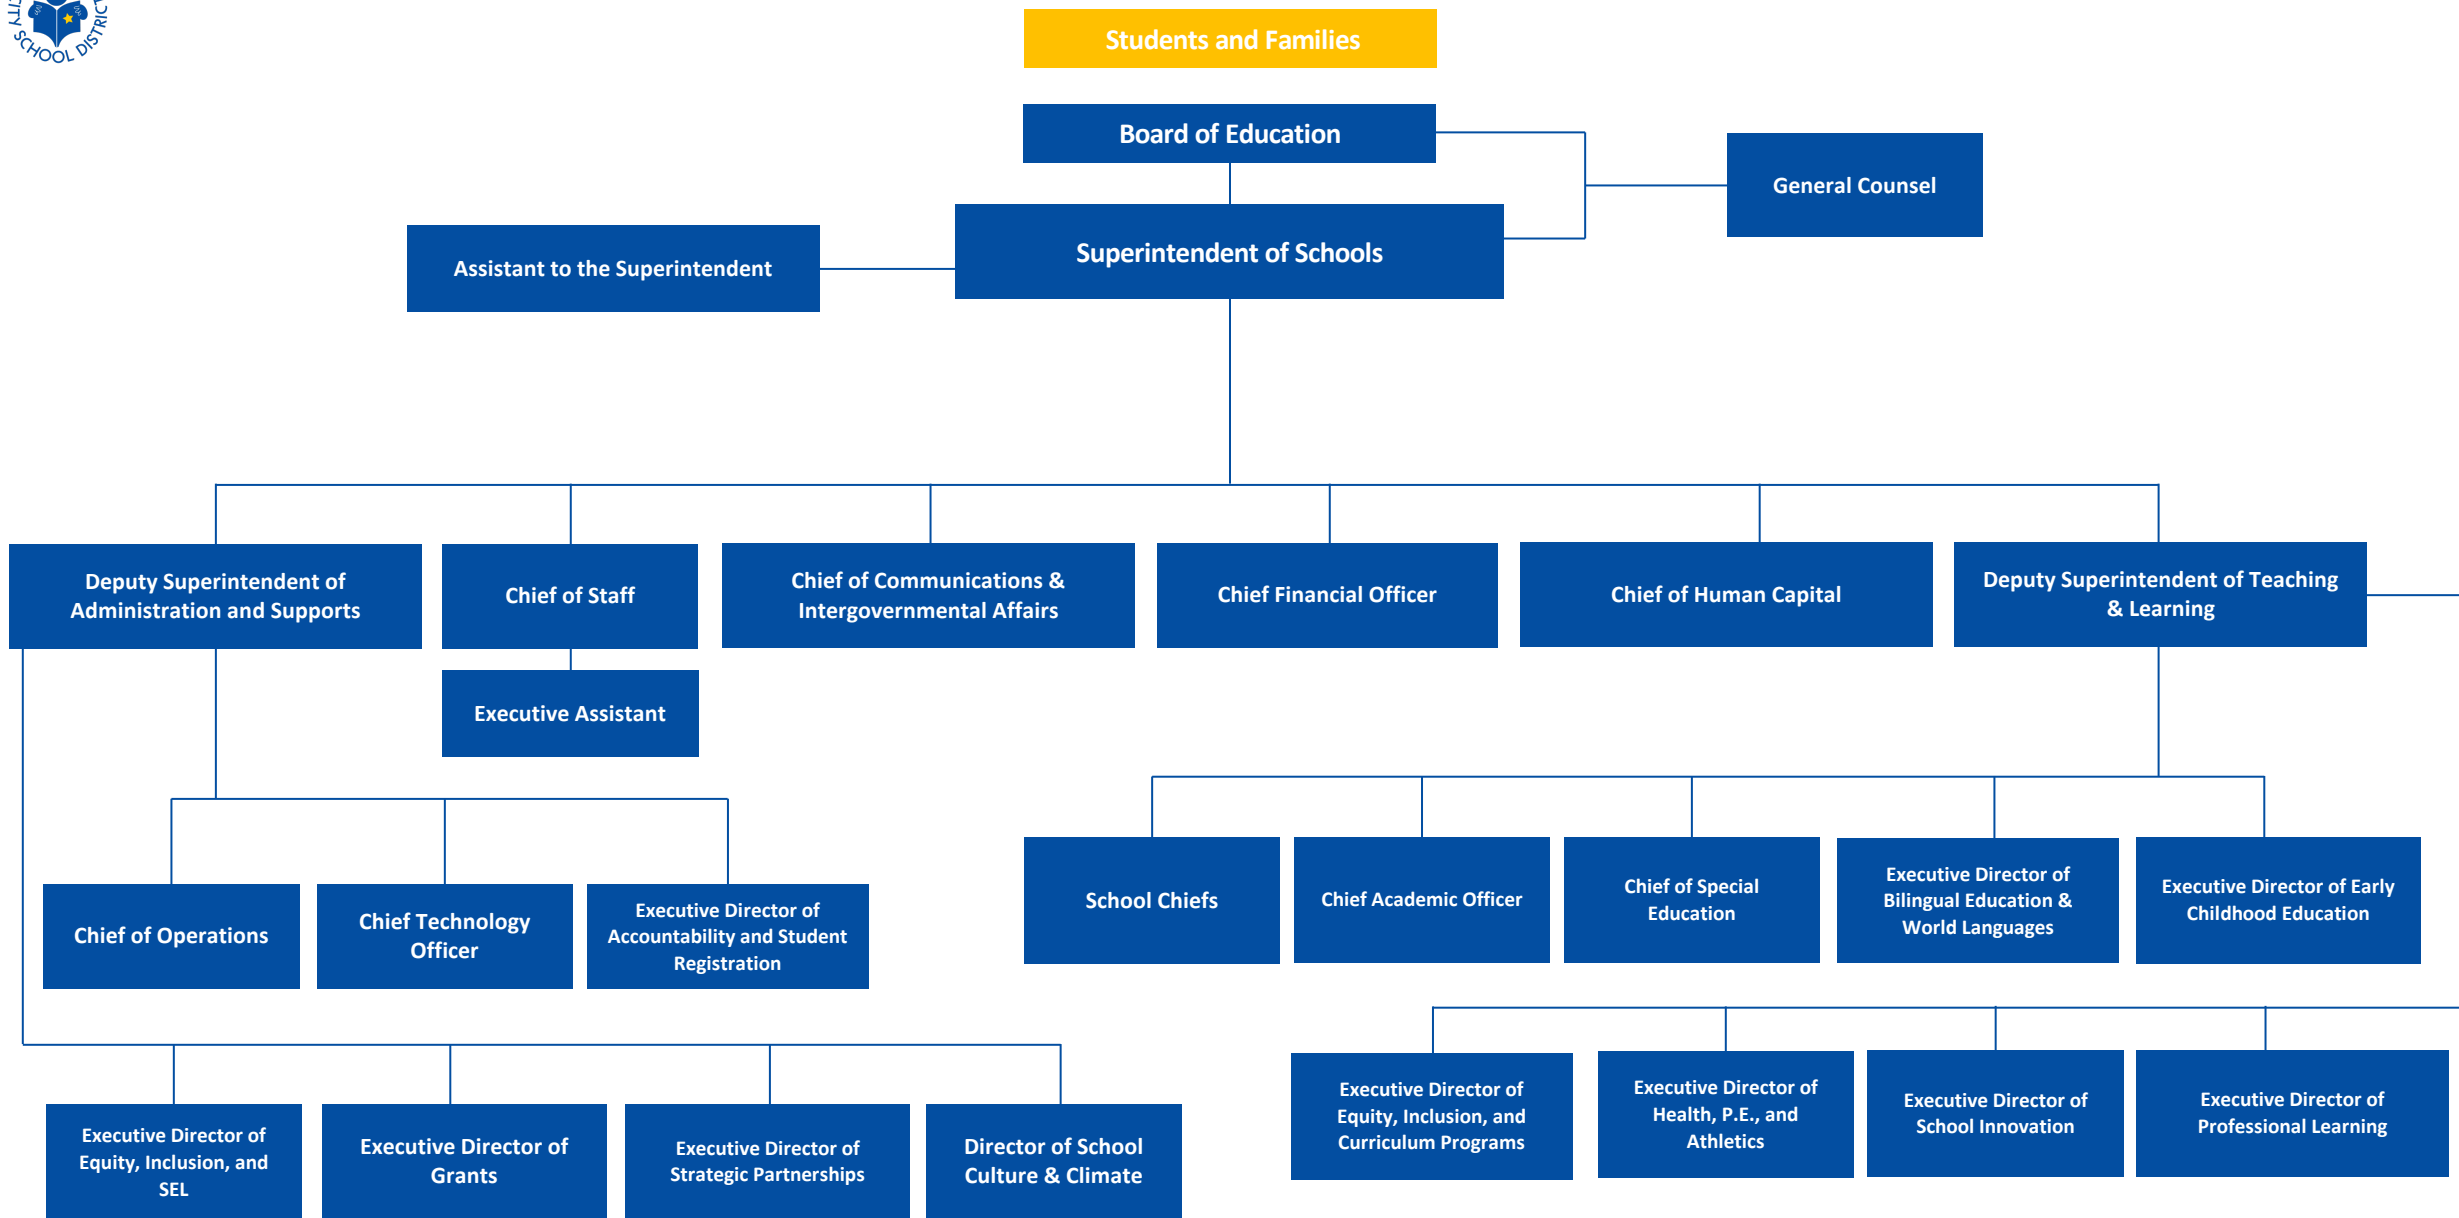 CITY SCHOOL DISTRICT
Students and Families
Board of Education
General Counsel
Superintendent of Schools
Assistant to the Superintendent
Deputy Superintendent of
Administration and Supports
Chief of Staff
Chief of Communications &
Intergovernmental Affairs
Chief Financial Officer
Chief of Human Capital
Deputy Superintendent of Teaching
& Learning
Executive Assistant
School Chiefs
Chief Academic Officer
Chief of Special
Education
Executive Director of
Bilingual Education &
World Languages
Executive Director of Early
Childhood Education
Chief of Operations
Chief Technology
Officer
Executive Director of
Accountability and Student
Registration
Executive Director of
Equity, Inclusion, and
Curriculum Programs
Executive Director of
Health, P.E., and
Athletics
Executive Director of
School Innovation
Executive Director of
Professional Learning
Executive Director of
Equity, Inclusion, and
SEL
Executive Director of
Grants
Executive Director of
Strategic Partnerships
Director of School
Culture & Climate